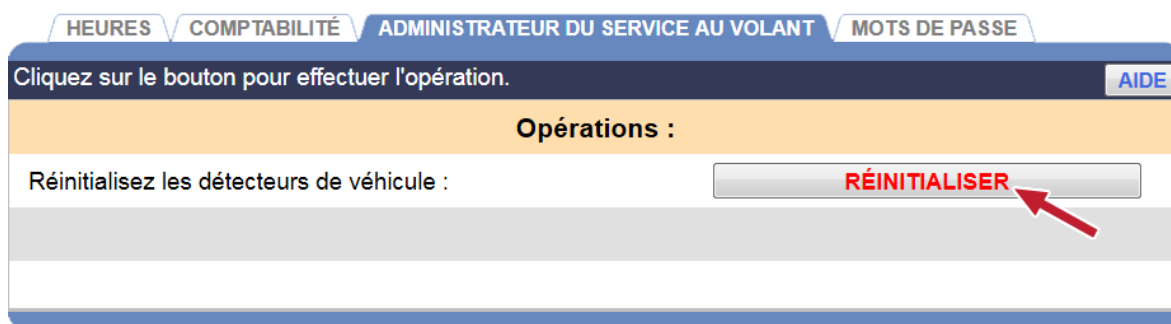 HEURES COMPTABILITÉ ADMINISTRATEUR DU SERVICE AU VOLANT MOTS DE PASSE
Cliquez sur le bouton pour effectuer l'opération. AIDE
Opérations :
Réinitialisez les détecteurs de véhicule : RÉINITIALISER